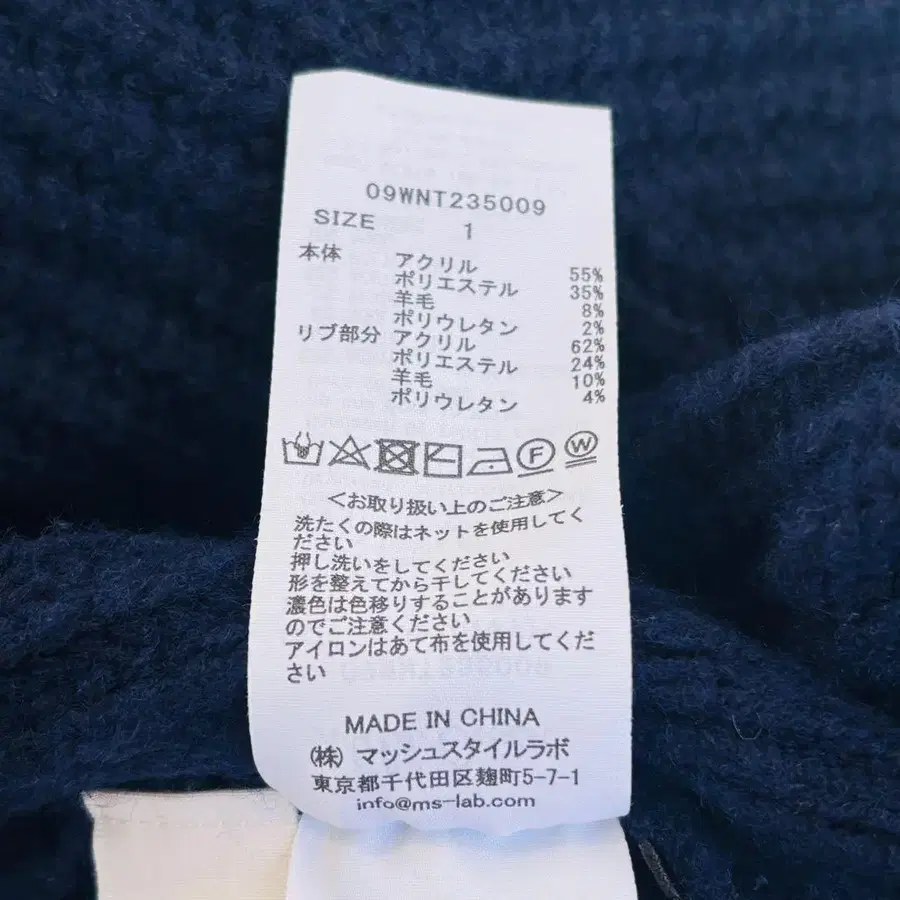 09WNT235009
SIZE 1
本体 アクリル 55%
ポリエステル 35%
羊毛 8%
ポリウレタン 2%
リブ部分 アクリル 62%
ポリエステル 24%
羊毛 10%
ポリウレタン 4%
F W
<お取り扱い上のご注意>
洗たくの際はネットを使用してく
ださい
押し洗いをしてください
形を整えてから干してください
濃色は色移りすることがあります
のでご注意ください
アイロンはあて布を使用してくだ
さい
MADE IN CHINA
(株) マッシュスタイルラボ
東京都千代田区麹町5-7-1
info@ms-lab.com